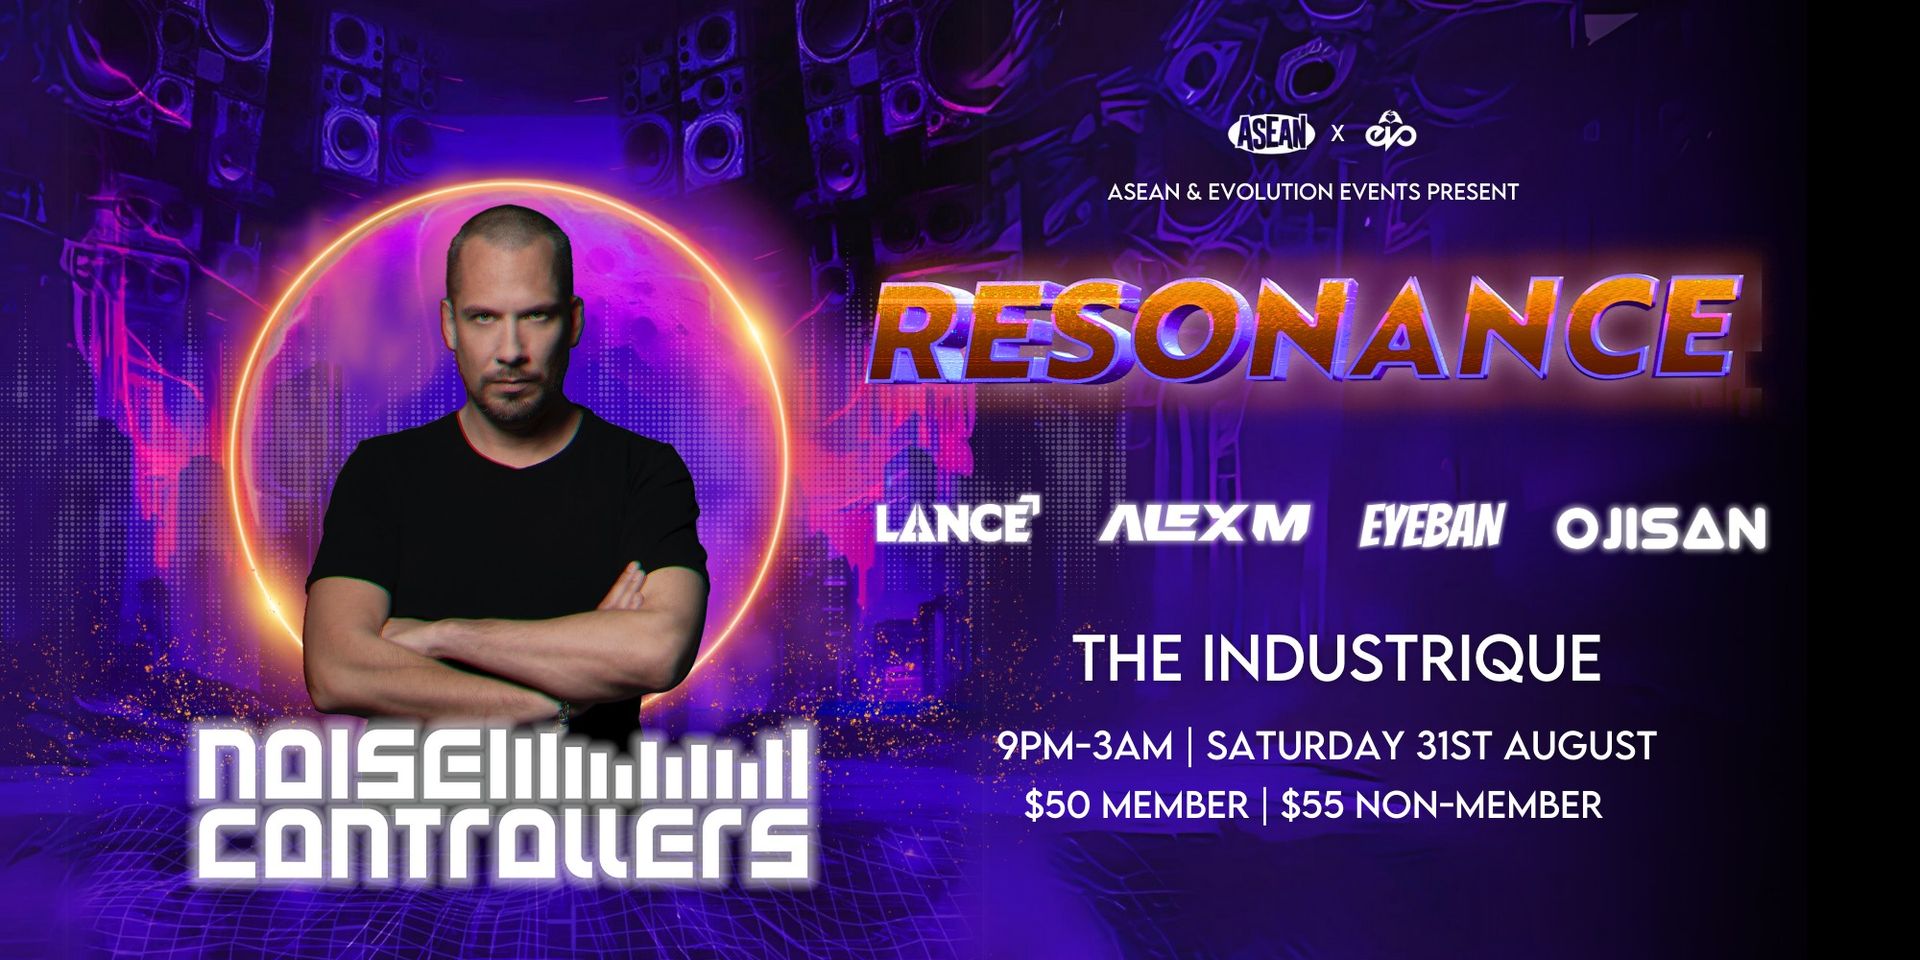 ASEAN X evo
ASEAN & EVOLUTION EVENTS PRESENT
RESONANCE
LANCE ALEX M EYEBAN OJISAN
THE INDUSTRIQUE
9PM-3AM | SATURDAY 31ST AUGUST
$50 MEMBER | $55 NON-MEMBER
NOISE
CONTROLLERS